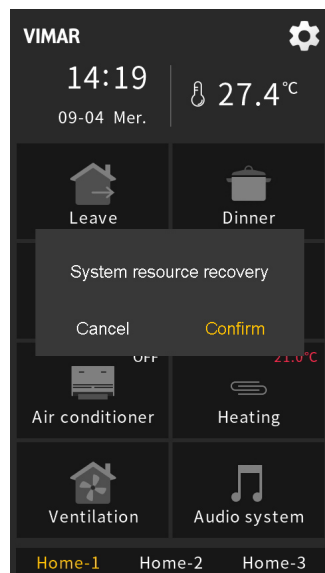 VIMAR
14:19
27.4°C
09-04 Mer.
Leave
Dinner
System resource recovery
Cancel
Confirm
OFF
21.0°C
Air conditioner
Heating
Ventilation
Audio system
Home-1
Home-2
Home-3